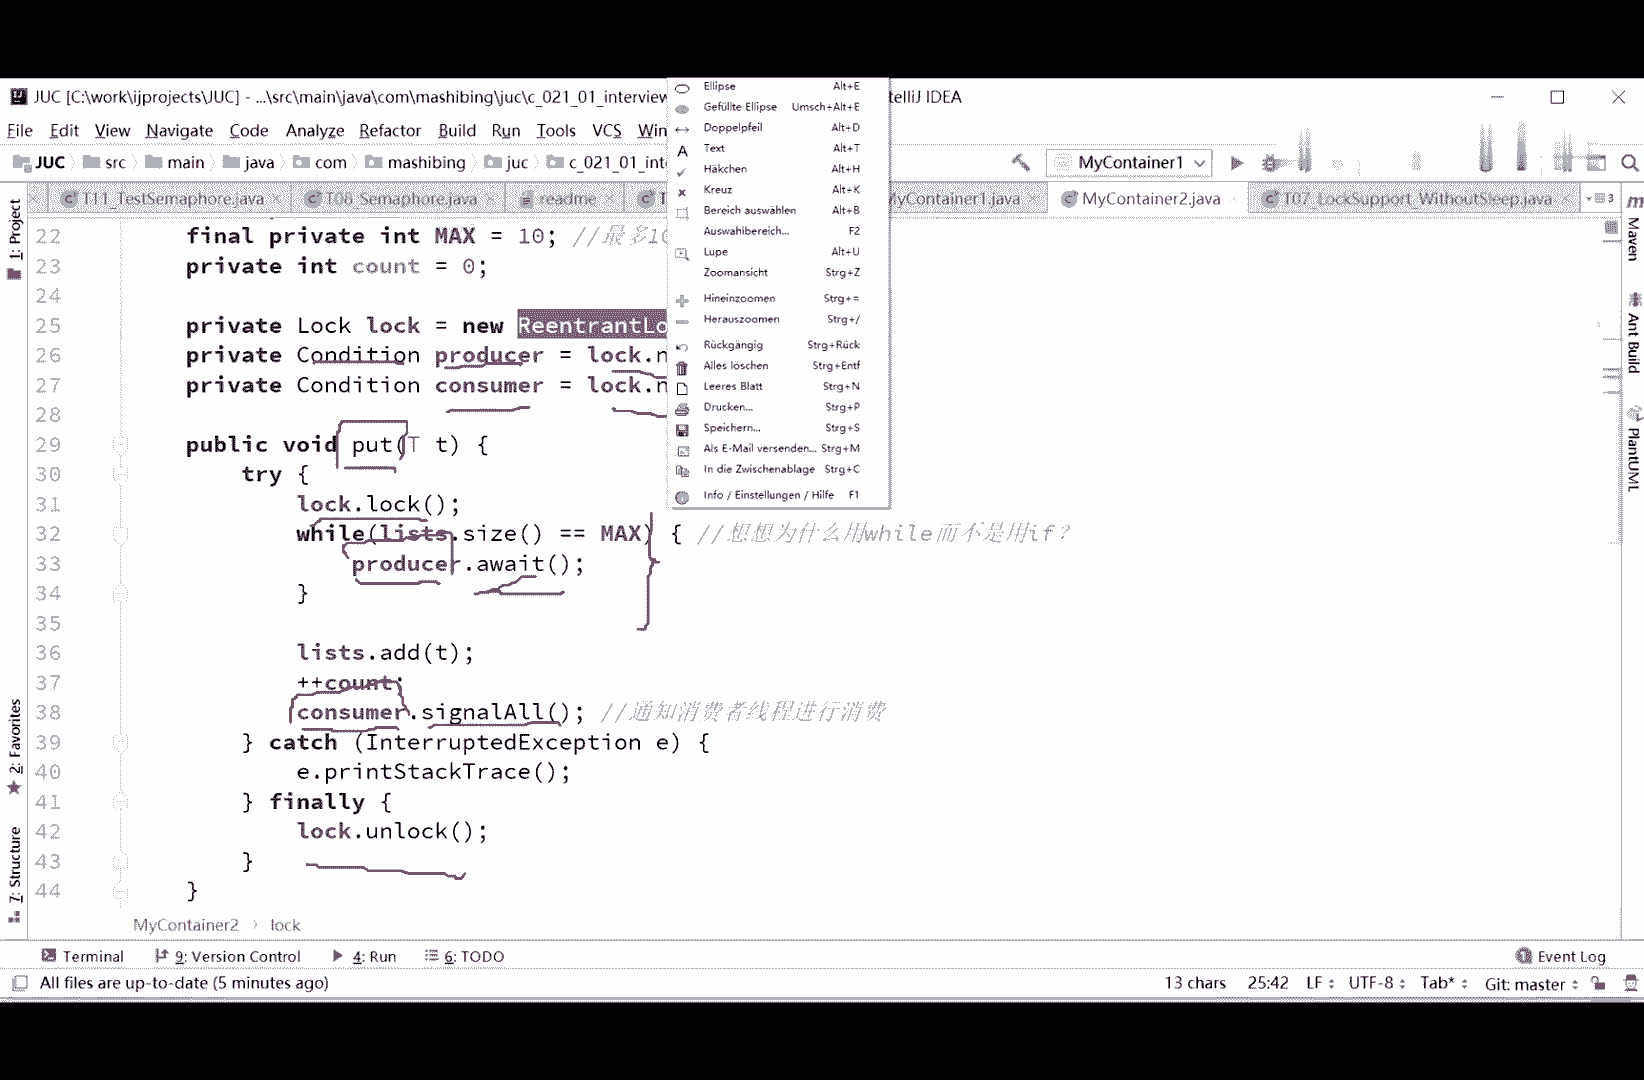 JUC [C:\work\ijprojects\JUC] - ...\src\main\java\com\mashibing\juc\c_021_01_interview
telliJ IDEA
File Edit View Navigate Code Analyze Refactor Build Run Tools VCS Win
JUC src main java com mashibing juc c_021_01_inte
MyContainer1
T11_TestSemaphore.java T08_Semaphore.java readme T
MyContainer1.java MyContainer2.java T07_LockSupport_WithoutSleep.java 3
1: Project
2: Favorites
7: Structure
22 final private int MAX = 10; //最多10
23 private int count = 0;
24
25 private Lock lock = new ReentrantLo
26 private Condition producer = lock.n
27 private Condition consumer = lock.n
28
29 public void put(T t) {
30 try {
31 lock.lock();
32 while(lists.size() == MAX) { //想想为什么用while而不是用if?
33 producer.await();
34 }
35
36 lists.add(t);
37 ++count;
38 consumer.signalAll(); //通知消费者线程进行消费
39 } catch (InterruptedException e) {
40 e.printStackTrace();
41 } finally {
42 lock.unlock();
43 }
44 }
Ellipse Alt+E
Gefüllte Ellipse Umsch+Alt+E
Doppelpfeil Alt+D
Text Alt+T
Häkchen Alt+H
Kreuz Alt+K
Bereich auswählen Alt+B
Auswahlbereich... F2
Lupe Alt+U
Zoomansicht Strg+Z
Hineinzoomen Strg+=
Herauszoomen Strg+/
Rückgängig Strg+Rück
Alles löschen Strg+Entf
Leeres Blatt Strg+N
Drucken... Strg+P
Speichern... Strg+S
Als E-Mail versenden... Strg+M
In die Zwischenablage Strg+C
Info / Einstellungen / Hilfe F1
m
Maven
Ant Build
PlantUML
MyContainer2 lock
Terminal 9: Version Control 4: Run 6: TODO
1 Event Log
All files are up-to-date (5 minutes ago)
13 chars 25:42 LF UTF-8 Tab* Git: master